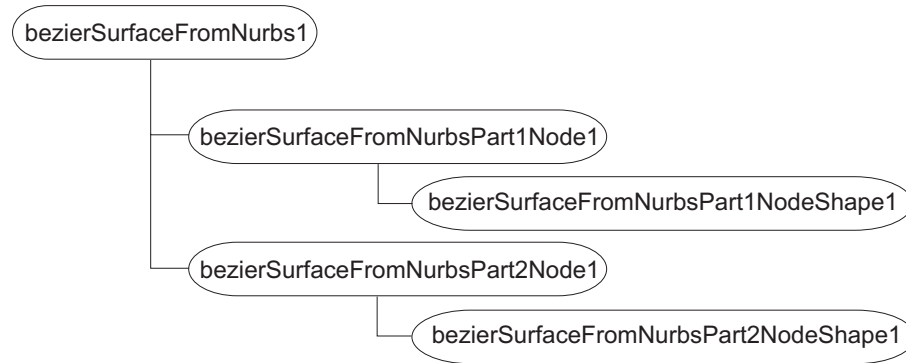 bezierSurfaceFromNurbs1
bezierSurfaceFromNurbsPart1Node1
bezierSurfaceFromNurbsPart1NodeShape1
bezierSurfaceFromNurbsPart2Node1
bezierSurfaceFromNurbsPart2NodeShape1